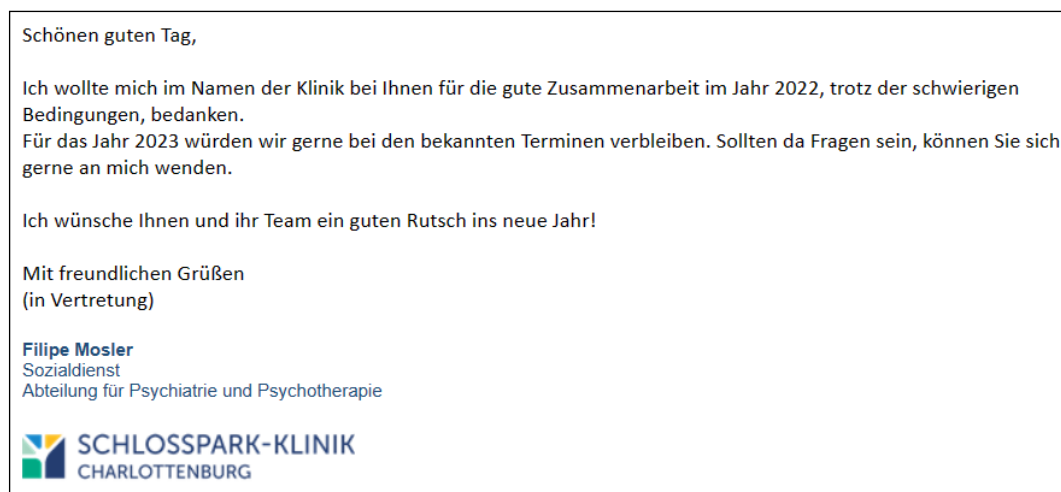 Schönen guten Tag,
Ich wollte mich im Namen der Klinik bei Ihnen für die gute Zusammenarbeit im Jahr 2022, trotz der schwierigen
Bedingungen, bedanken.
Für das Jahr 2023 würden wir gerne bei den bekannten Terminen verbleiben. Sollten da Fragen sein, können Sie sich
gerne an mich wenden.
Ich wünsche Ihnen und ihr Team ein guten Rutsch ins neue Jahr!
Mit freundlichen Grüßen
(in Vertretung)
Filipe Mosler
Sozialdienst
Abteilung für Psychiatrie und Psychotherapie
SCHLOSSPARK-KLINIK
CHARLOTTENBURG